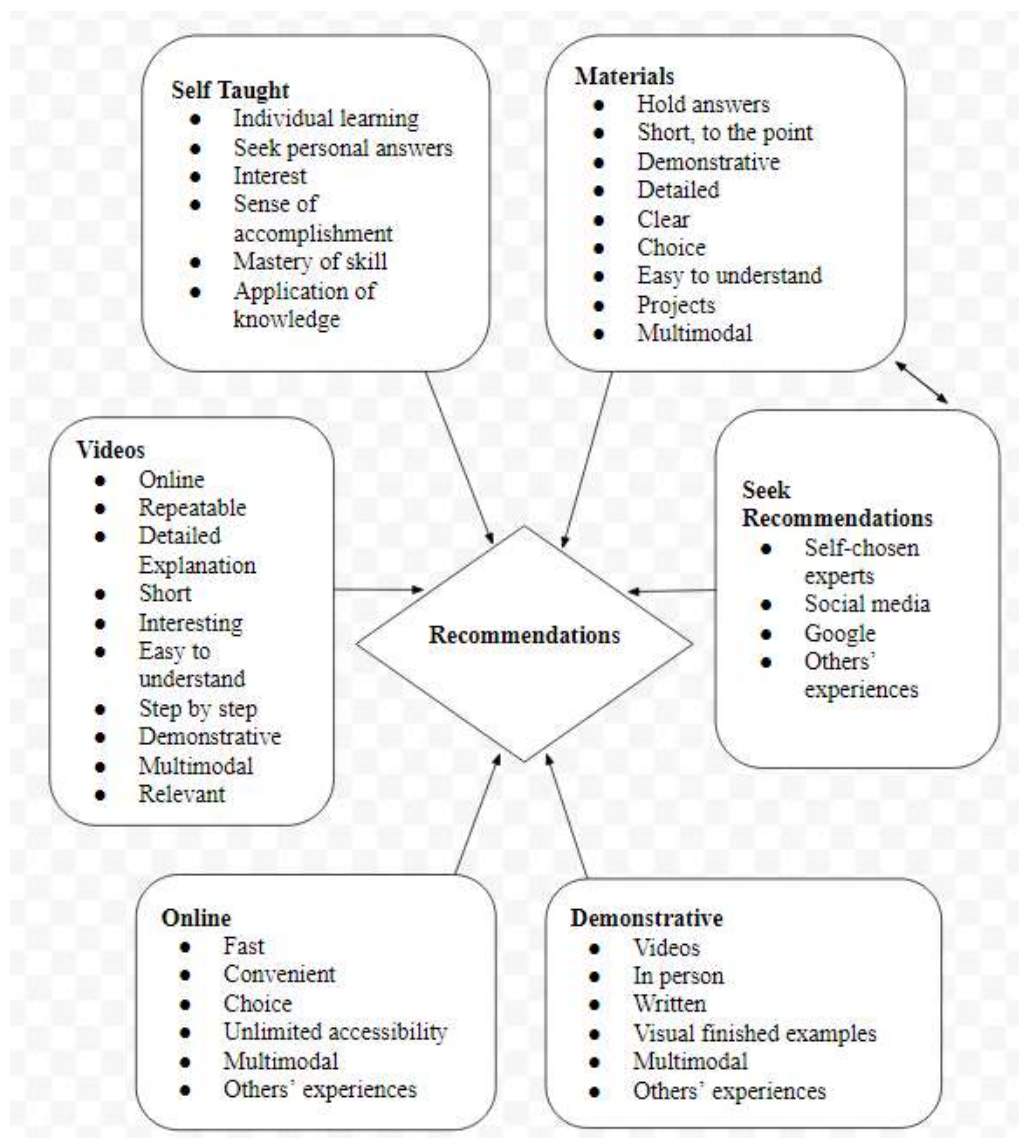 Self Taught
● Individual learning
● Seek personal answers
● Interest
● Sense of
accomplishment
● Mastery of skill
● Application of
knowledge
Materials
● Hold answers
● Short, to the point
● Demonstrative
● Detailed
● Clear
● Choice
● Easy to understand
● Projects
● Multimodal
Videos
● Online
● Repeatable
● Detailed
Explanation
● Short
● Interesting
● Easy to
understand
● Step by step
● Demonstrative
● Multimodal
● Relevant
Recommendations
Seek
Recommendations
● Self-chosen
experts
● Social media
● Google
● Others’
experiences
Online
● Fast
● Convenient
● Choice
● Unlimited accessibility
● Multimodal
● Others’ experiences
Demonstrative
● Videos
● In person
● Written
● Visual finished examples
● Multimodal
● Others’ experiences